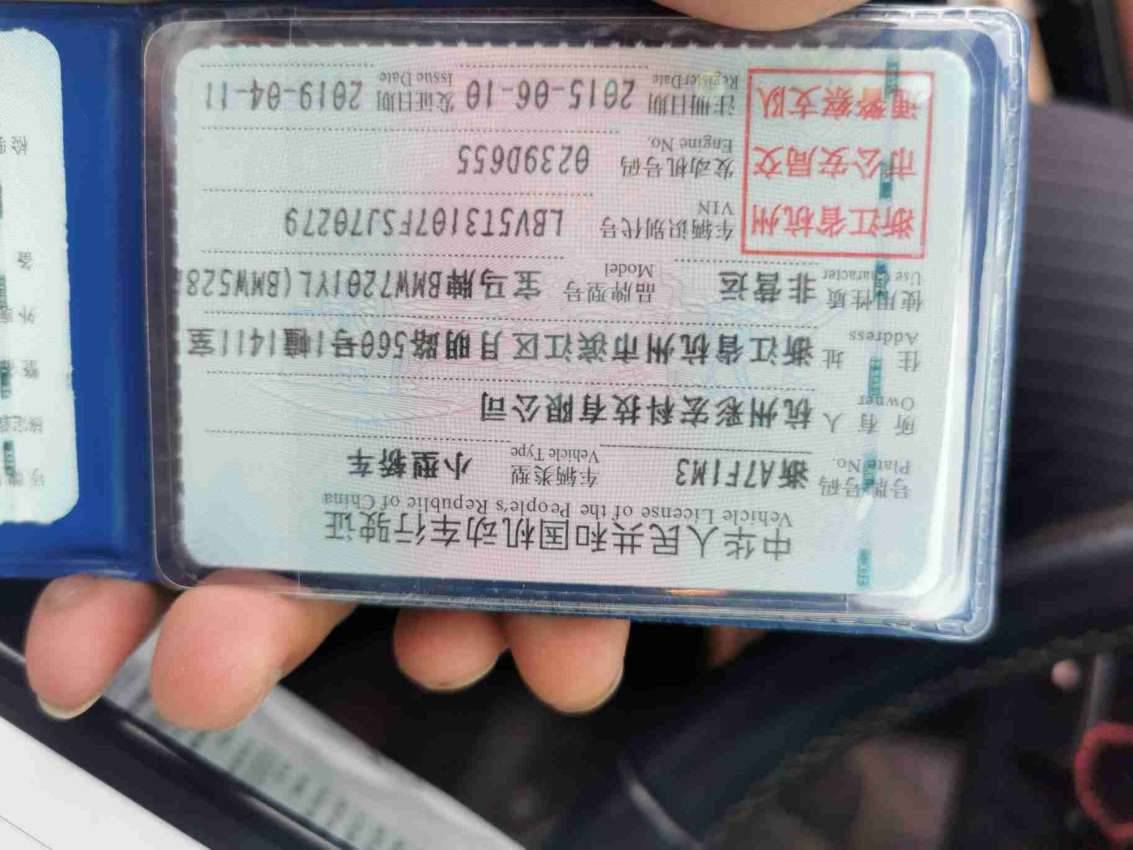 中华人民共和国机动车行驶证
Vehicle License of the People's Republic of China
号牌号码 浙A7F1M3 车辆类型 小型轿车
Plate No. Vehicle Type
所有人 杭州彩宏科技有限公司
Owner
住址 浙江省杭州市滨江区月明路560号1幢1411室
Address
使用性质 非营运 品牌型号 宝马牌BMW7201YL(BMW528
Use Character Model
浙江省杭州
市公安局交
通警察支队
车辆识别代号 LBV5T3107FSJ70279
VIN
发动机号码 0239D655
Engine No.
注册日期 2015-06-10 发证日期 2019-04-11
Register Date Issue Date